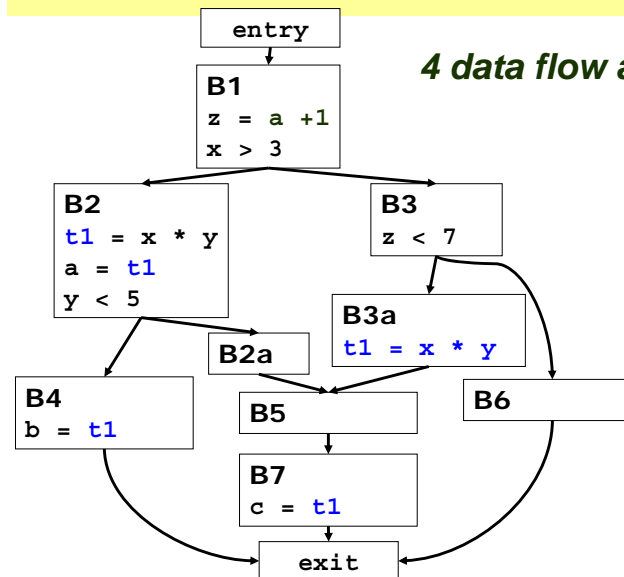 entry
4 data flow a
B1
z = a +1
x > 3
B2
t1 = x * y
a = t1
y < 5
B3
z < 7
B3a
t1 = x * y
B2a
B4
b = t1
B5
B6
B7
c = t1
exit